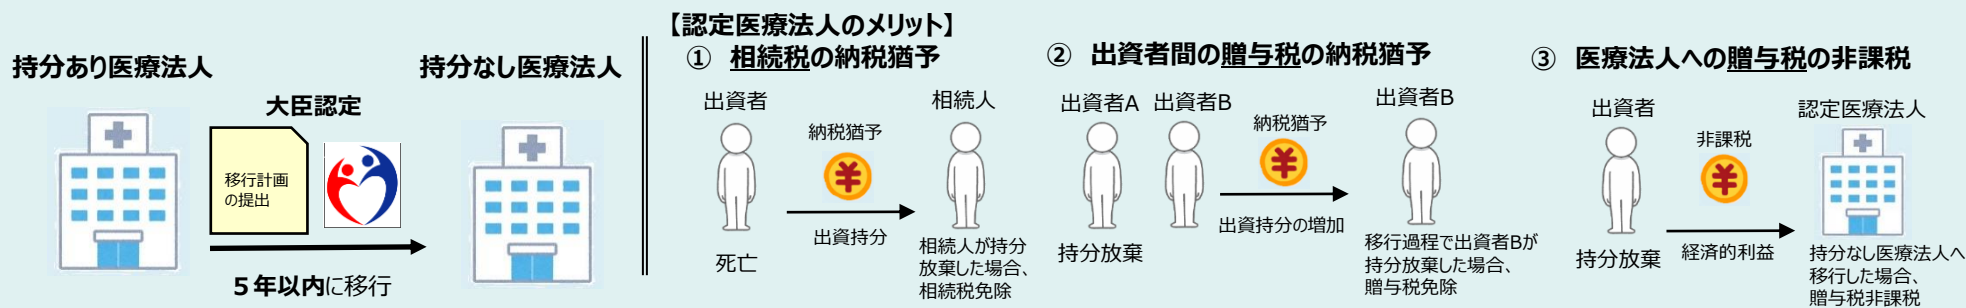 持分あり医療法人
持分なし医療法人
大臣認定
移行計画
の提出
5年以内に移行
【認定医療法人のメリット】
① 相続税の納税猶予
出資者
相続人
納税猶予
¥
出資持分
死亡
相続人が持分
放棄した場合、
相続税免除
② 出資者間の贈与税の納税猶予
出資者A 出資者B
出資者B
納税猶予
¥
出資持分の増加
持分放棄
移行過程で出資者Bが
持分放棄した場合、
贈与税免除
③ 医療法人への贈与税の非課税
出資者
認定医療法人
非課税
¥
持分放棄
経済的利益
持分なし医療法人へ
移行した場合、
贈与税非課税